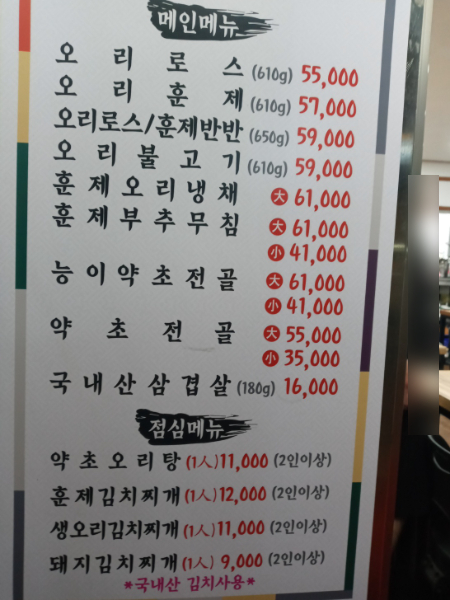 메인메뉴
오리로스 (610g) 55,000
오리훈제 (610g) 57,000
오리로스/훈제반반 (650g) 59,000
오리불고기 (610g) 59,000
훈제오리냉채 大 61,000
훈제부추무침 大 61,000
小 41,000
능이약초전골 大 61,000
小 41,000
약초전골 大 55,000
小 35,000
국내산삼겹살 (180g) 16,000
점심메뉴
약초오리탕 (1人) 11,000 (2인이상)
훈제김치찌개 (1人) 12,000 (2인이상)
생오리김치찌개 (1人) 11,000 (2인이상)
돼지김치찌개 (1人) 9,000 (2인이상)
*국내산 김치사용*